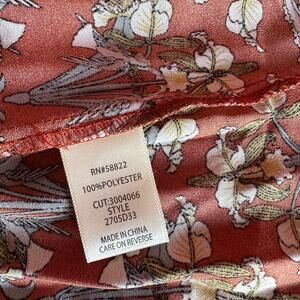 RN#58822
100%POLYESTER
CUT:3004066
STYLE
2705D33
MADE IN CHINA
CARE ON REVERSE